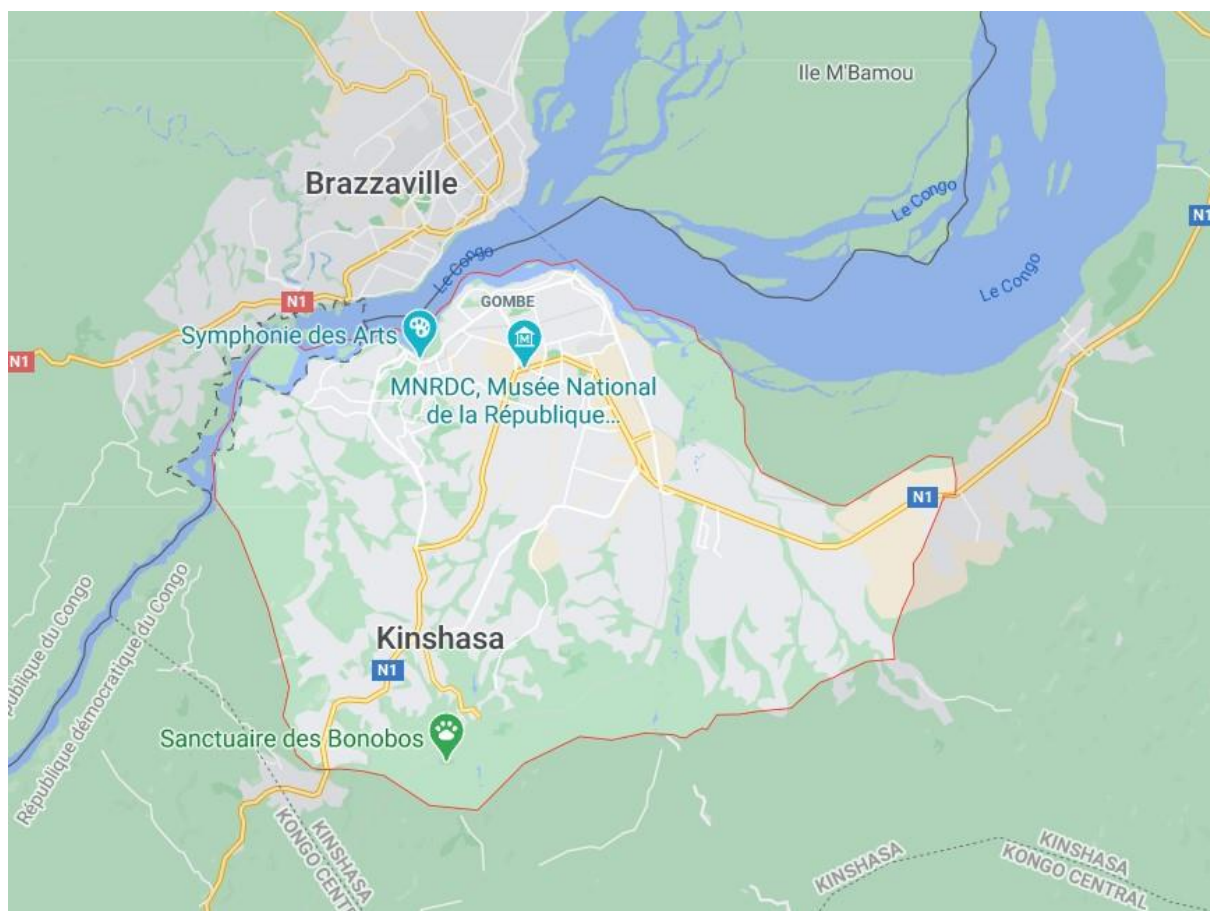 Ile M'Bamou
Brazzaville
Le Congo
N1
Le Congo
Le Congo
N1
GOMBE
Symphonie des Arts
N1
MNRDC, Musée National
de la République...
N1
Kinshasa
N1
publique du Congo
République démocratique du Congo
Sanctuaire des Bonobos
KINSHASA
KONGO CENTRAL
KINSHASA
KINSHASA
KONGO CENTRAL